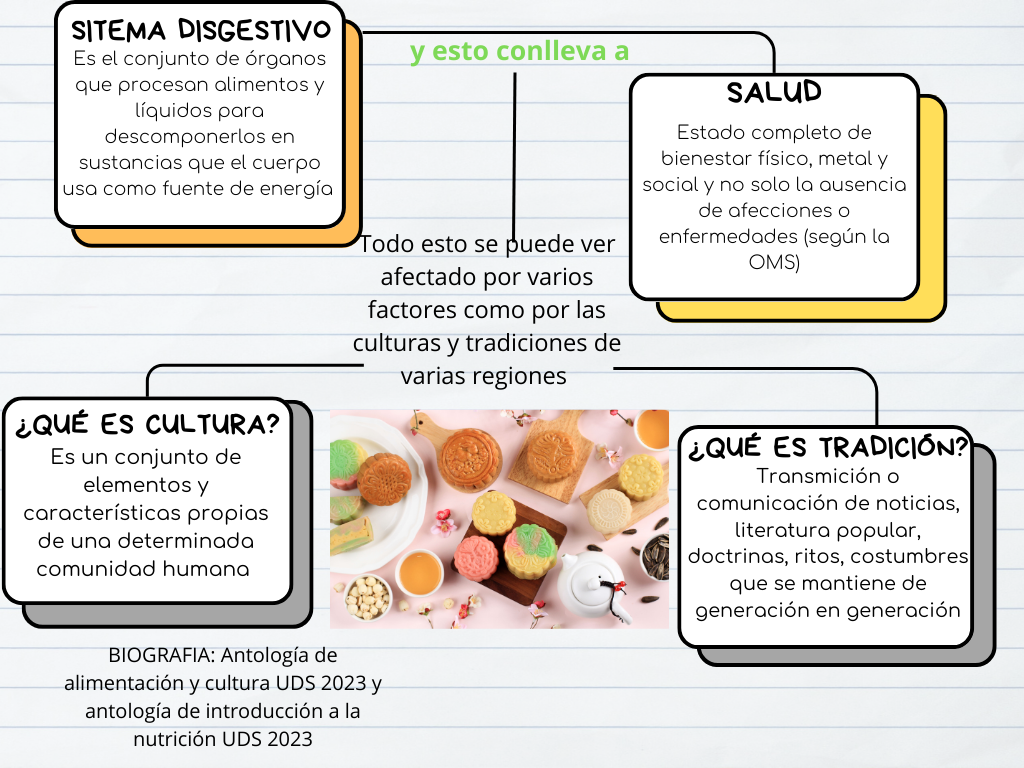 SITEMA DISGESTIVO
Es el conjunto de órganos
que procesan alimentos y
líquidos para
descomponerlos en
sustancias que el cuerpo
usa como fuente de energía
y esto conlleva a
SALUD
Estado completo de
bienestar físico, metal y
social y no solo la ausencia
de afecciones o
enfermedades (según la
OMS)
Todo esto se puede ver
afectado por varios
factores como por las
culturas y tradiciones de
varias regiones
¿QUÉ ES CULTURA?
Es un conjunto de
elementos y
características propias
de una determinada
comunidad humana
¿QUÉ ES TRADICIÓN?
Transmición o
comunicación de noticias,
literatura popular,
doctrinas, ritos, costumbres
que se mantiene de
generación en generación
BIOGRAFIA: Antología de
alimentación y cultura UDS 2023 y
antología de introducción a la
nutrición UDS 2023